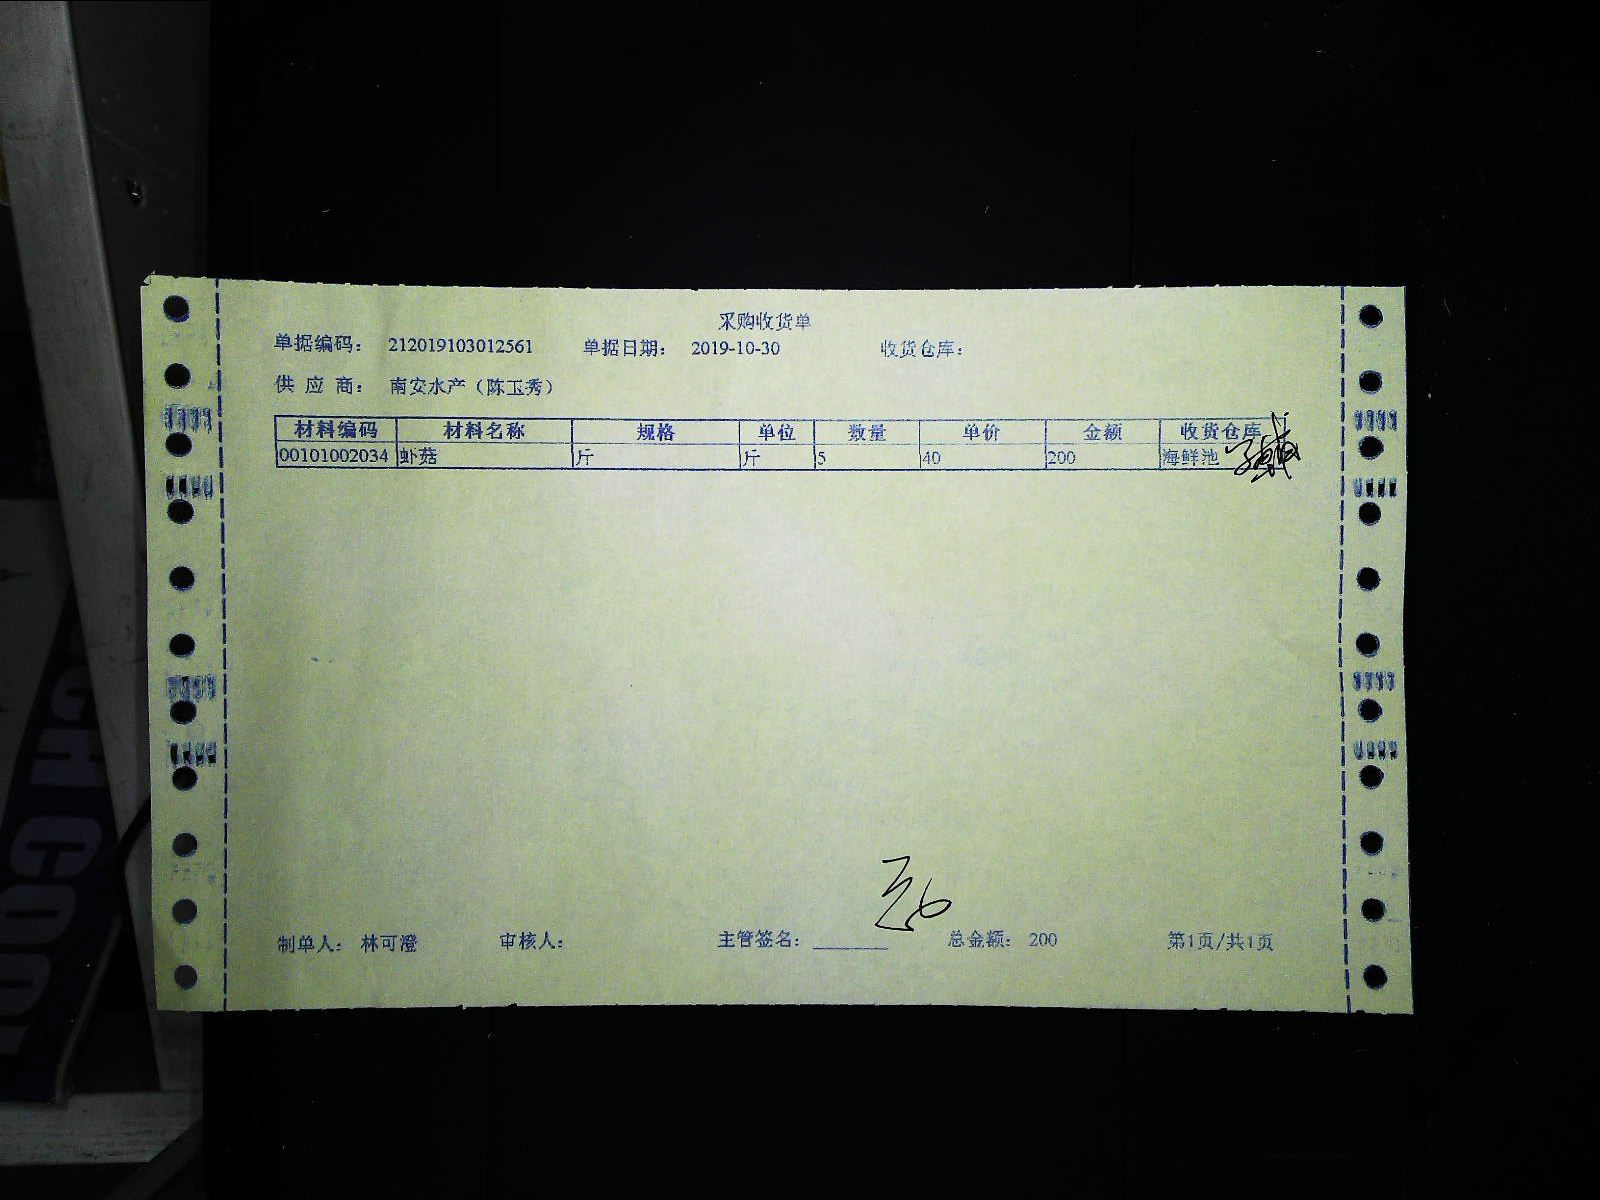 采购收货单
单据编码： 212019103012561 单据日期： 2019-10-30 收货仓库：
供 应 商： 南安水产（陈玉秀）
材料编码 材料名称 规格 单位 数量 单价 金额 收货仓库
00101002034 虾菇 斤 斤 5 40 200 海鲜池
制单人： 林可澄 审核人： 主管签名： 总金额： 200 第1页/共1页